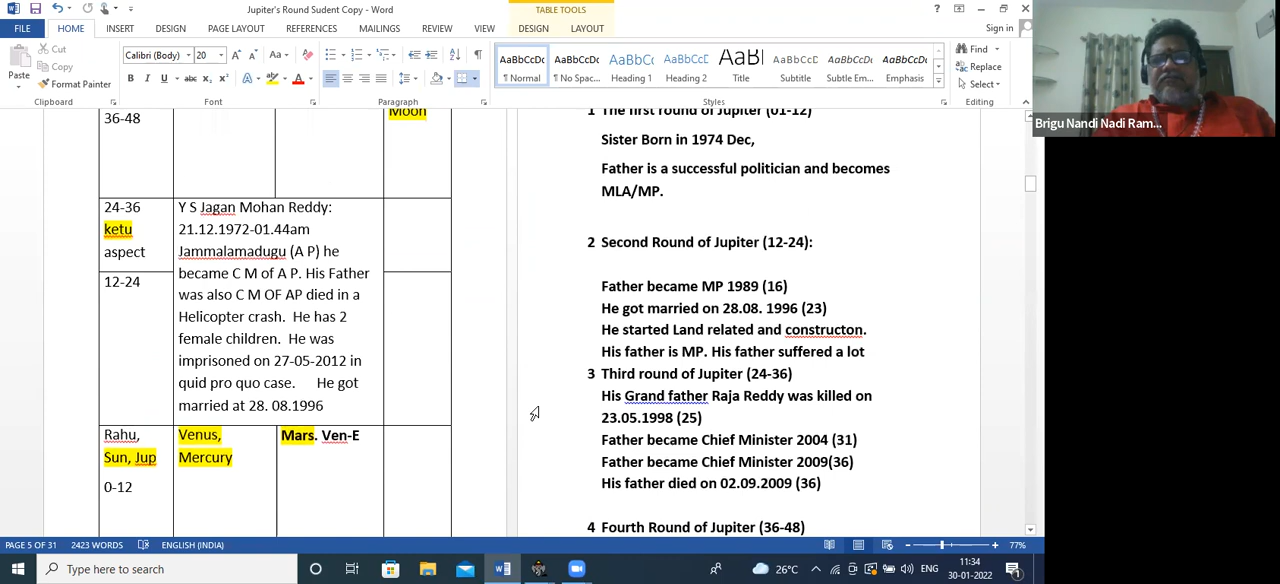 Jupiter's Round Sudent Copy - Word
TABLE TOOLS
Sign in
FILE
HOME
INSERT
DESIGN
PAGE LAYOUT
REFERENCES
MAILINGS
REVIEW
VIEW
DESIGN
LAYOUT
Paste
Cut
Copy
Format Painter
Clipboard
Calibri (Body)
20
Font
Paragraph
AaBbCcDc
¶ Normal
AaBbCcDc
¶ No Spac...
AaBbC
Heading 1
AaBbCc
Heading 2
AaBl
Title
AaBbCcD
Subtitle
AaBbCcDc
Subtle Em...
AaBbCcDc
Emphasis
Styles
Find
Replace
Select
Editing
Brigu Nandi Nadi Ram...
36-48
Moon
24-36
ketu
aspect
12-24
Y S Jagan Mohan Reddy:
21.12.1972-01.44am
Jammalamadugu (A P) he
became C M of A P. His Father
was also C M OF AP died in a
Helicopter crash. He has 2
female children. He was
imprisoned on 27-05-2012 in
quid pro quo case. He got
married at 28. 08.1996
Rahu,
Sun, Jup
0-12
Venus,
Mercury
Mars. Ven-E
1 The first round of Jupiter (01-12)
Sister Born in 1974 Dec,
Father is a successful politician and becomes
MLA/MP.
2 Second Round of Jupiter (12-24):
Father became MP 1989 (16)
He got married on 28.08. 1996 (23)
He started Land related and constructon.
His father is MP. His father suffered a lot
3 Third round of Jupiter (24-36)
His Grand father Raja Reddy was killed on
23.05.1998 (25)
Father became Chief Minister 2004 (31)
Father became Chief Minister 2009(36)
His father died on 02.09.2009 (36)
4 Fourth Round of Jupiter (36-48)
PAGE 5 OF 31
2423 WORDS
ENGLISH (INDIA)
77%
Type here to search
26°C
ENG
11:34
30-01-2022